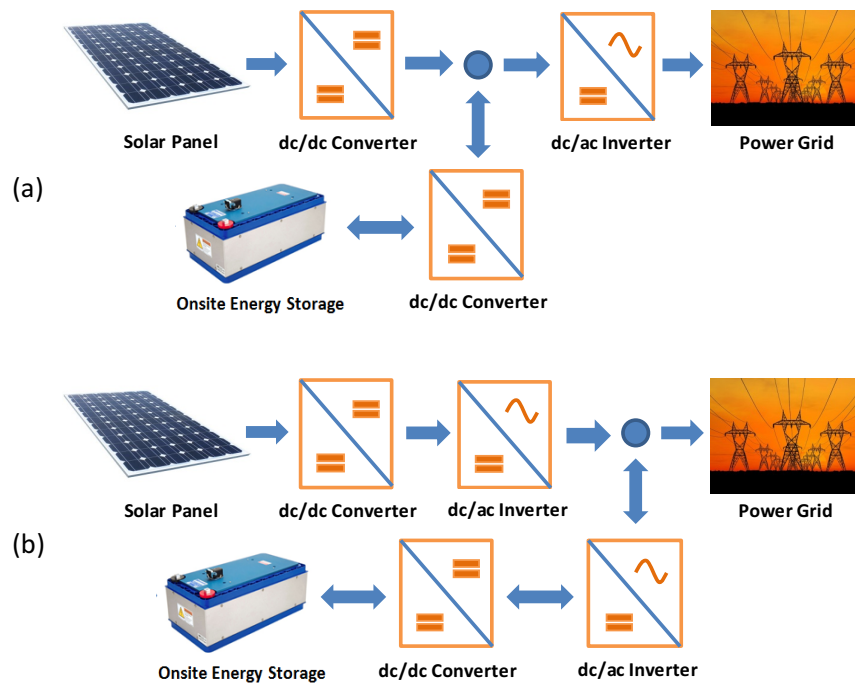 Solar Panel
dc/dc Converter
dc/ac Inverter
Power Grid
(a)
Onsite Energy Storage
dc/dc Converter
Solar Panel
dc/dc Converter
dc/ac Inverter
Power Grid
(b)
Onsite Energy Storage
dc/dc Converter
dc/ac Inverter